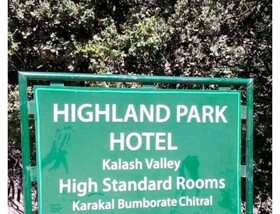 HIGHLAND PARK
HOTEL
Kalash Valley
High Standard Rooms
Karakal Bumborate Chitral